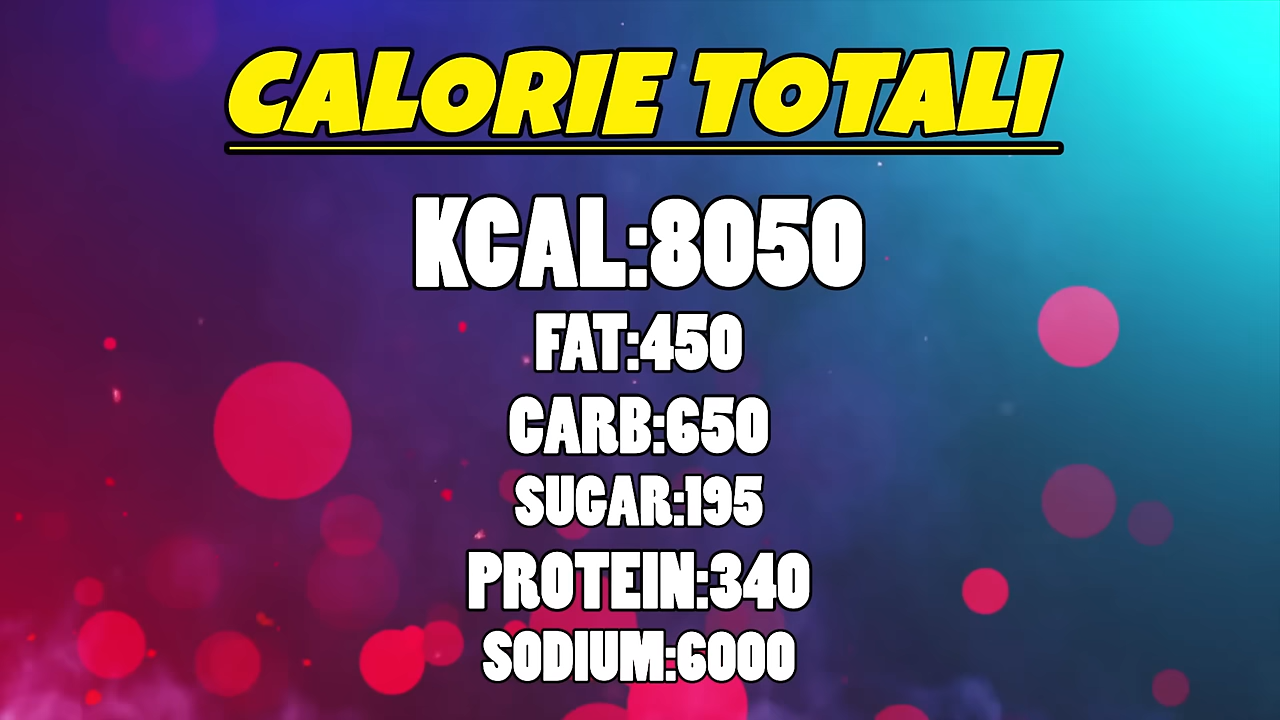 CALORIE TOTALI
KCAL:8050
FAT:450
CARB:650
SUGAR:195
PROTEIN:340
SODIUM:6000